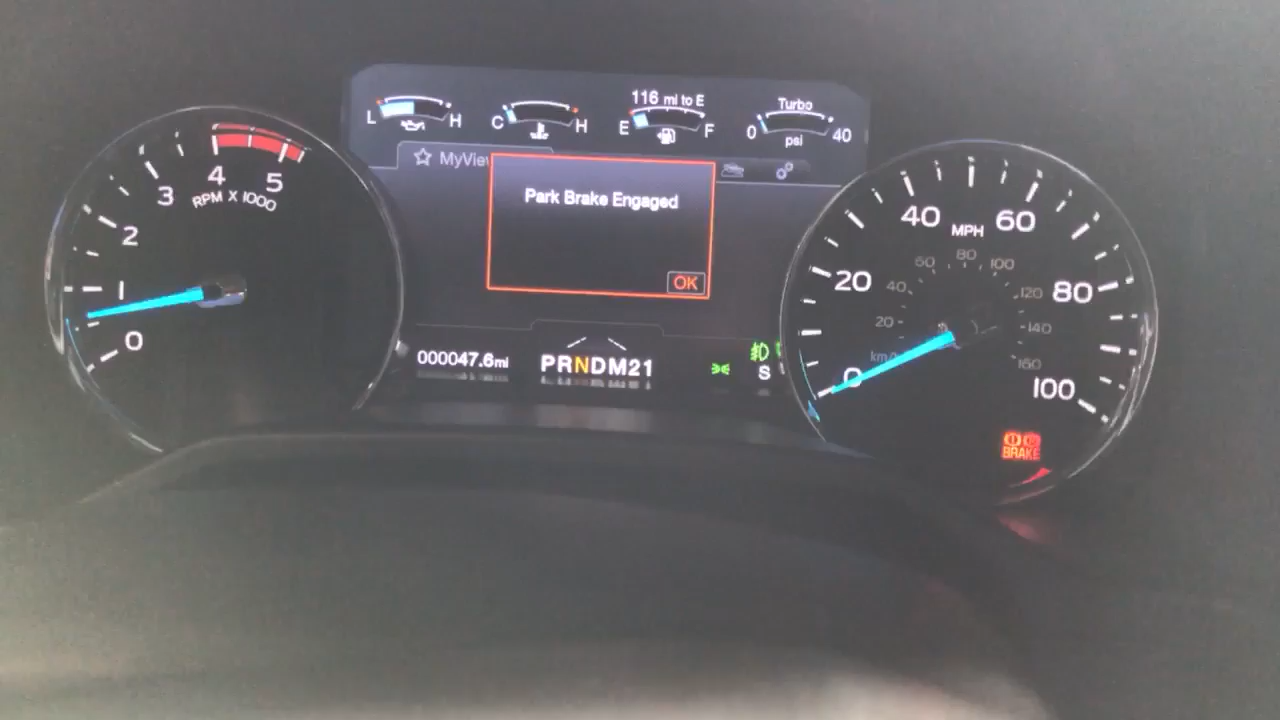 116 mi to E
Turbo
L H
C H
E F
0 40
psi
MyView
Park Brake Engaged
OK
000047.6mi
PRNDM21
S
0
1
2
3
4
5
RPM X 1000
0
20
40
60
80
100
MPH
20
40
60
80
100
120
140
160
BRAKE